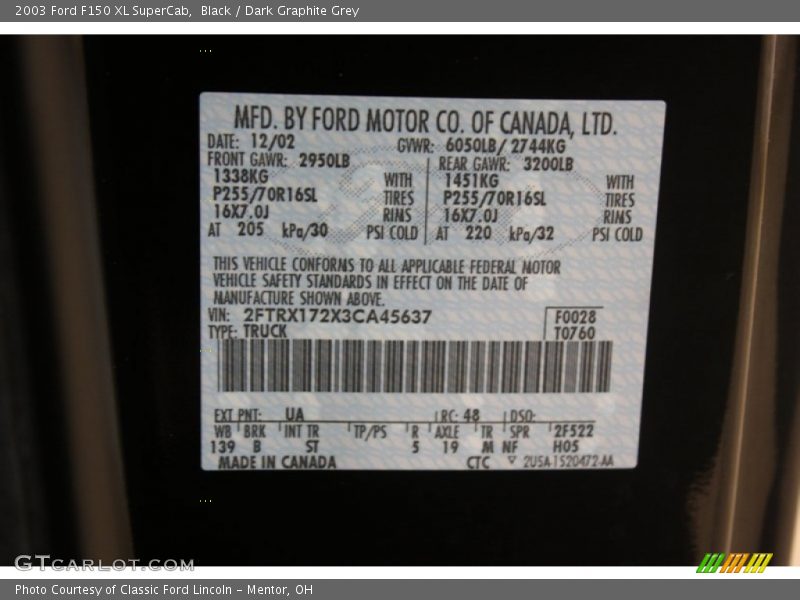 2003 Ford F150 XL SuperCab, Black / Dark Graphite Grey
MFD. BY FORD MOTOR CO. OF CANADA, LTD.
DATE: 12/02 GVWR: 6050LB/ 2744KG
FRONT GAWR: 2950LB REAR GAWR: 3200LB
1338KG WITH 1451KG WITH
P255/70R16SL TIRES P255/70R16SL TIRES
16X7.0J RIMS 16X7.0J RIMS
AT 205 kPa/30 PSI COLD AT 220 kPa/32 PSI COLD
THIS VEHICLE CONFORMS TO ALL APPLICABLE FEDERAL MOTOR
VEHICLE SAFETY STANDARDS IN EFFECT ON THE DATE OF
MANUFACTURE SHOWN ABOVE.
VIN: 2FTRX172X3CA45637 F0028
TYPE: TRUCK T0760
EXT PNT: UA RC: 48 DSO:
WB BRK INT TR TP/PS R AXLE TR SPR 2F522
139 B ST 5 19 M NF H05
MADE IN CANADA CTC 2U5A-1520472-AA
GTCARLOT.COM
Photo Courtesy of Classic Ford Lincoln – Mentor, OH